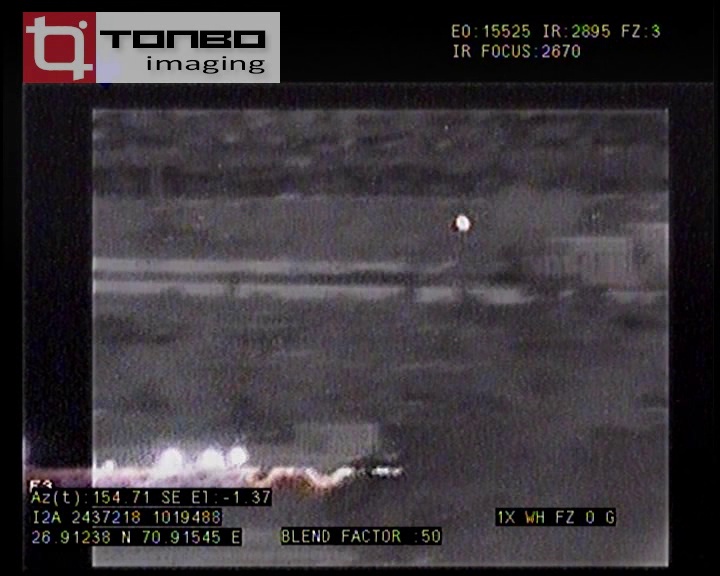 TONBO
imaging
EO:15525 IR:2895 FZ:3
IR FOCUS:2670
F3
Az(t):154.71 SE El:-1.37
I2A 2437218 1019488
26.91238 N 70.91545 E
BLEND FACTOR :50
1X WH FZ O G